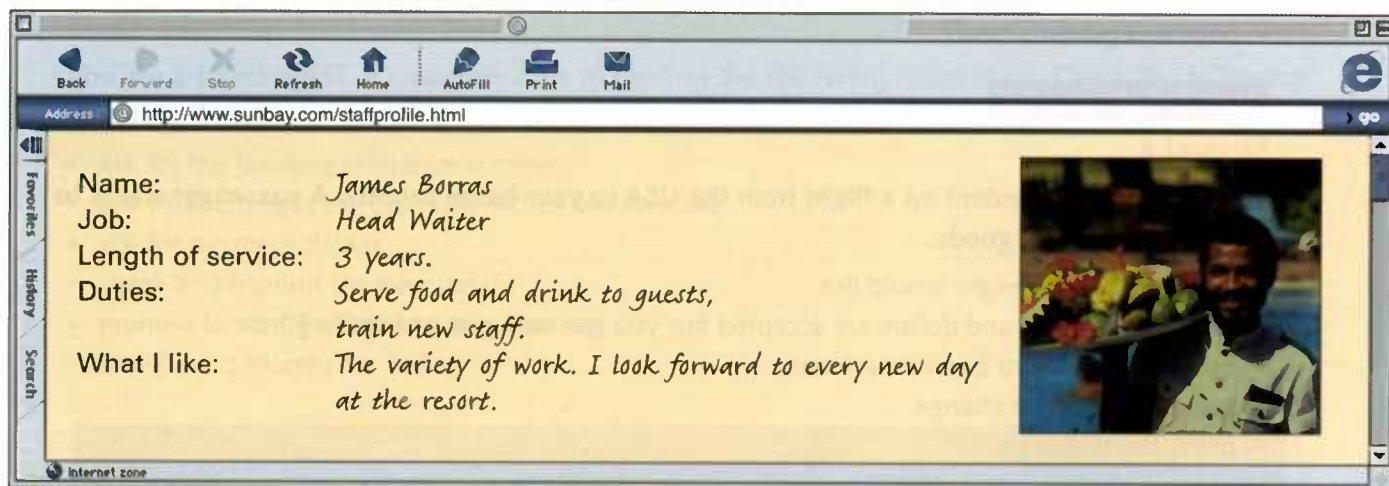 Back Forward Stop Refresh Home AutoFill Print Mail
Address http://www.sunbay.com/staffprofile.html go
Favorites
History
Search
Name: James Borras
Job: Head Waiter
Length of service: 3 years.
Duties: Serve food and drink to guests,
train new staff.
What I like: The variety of work. I look forward to every new day
at the resort.
Internet zone